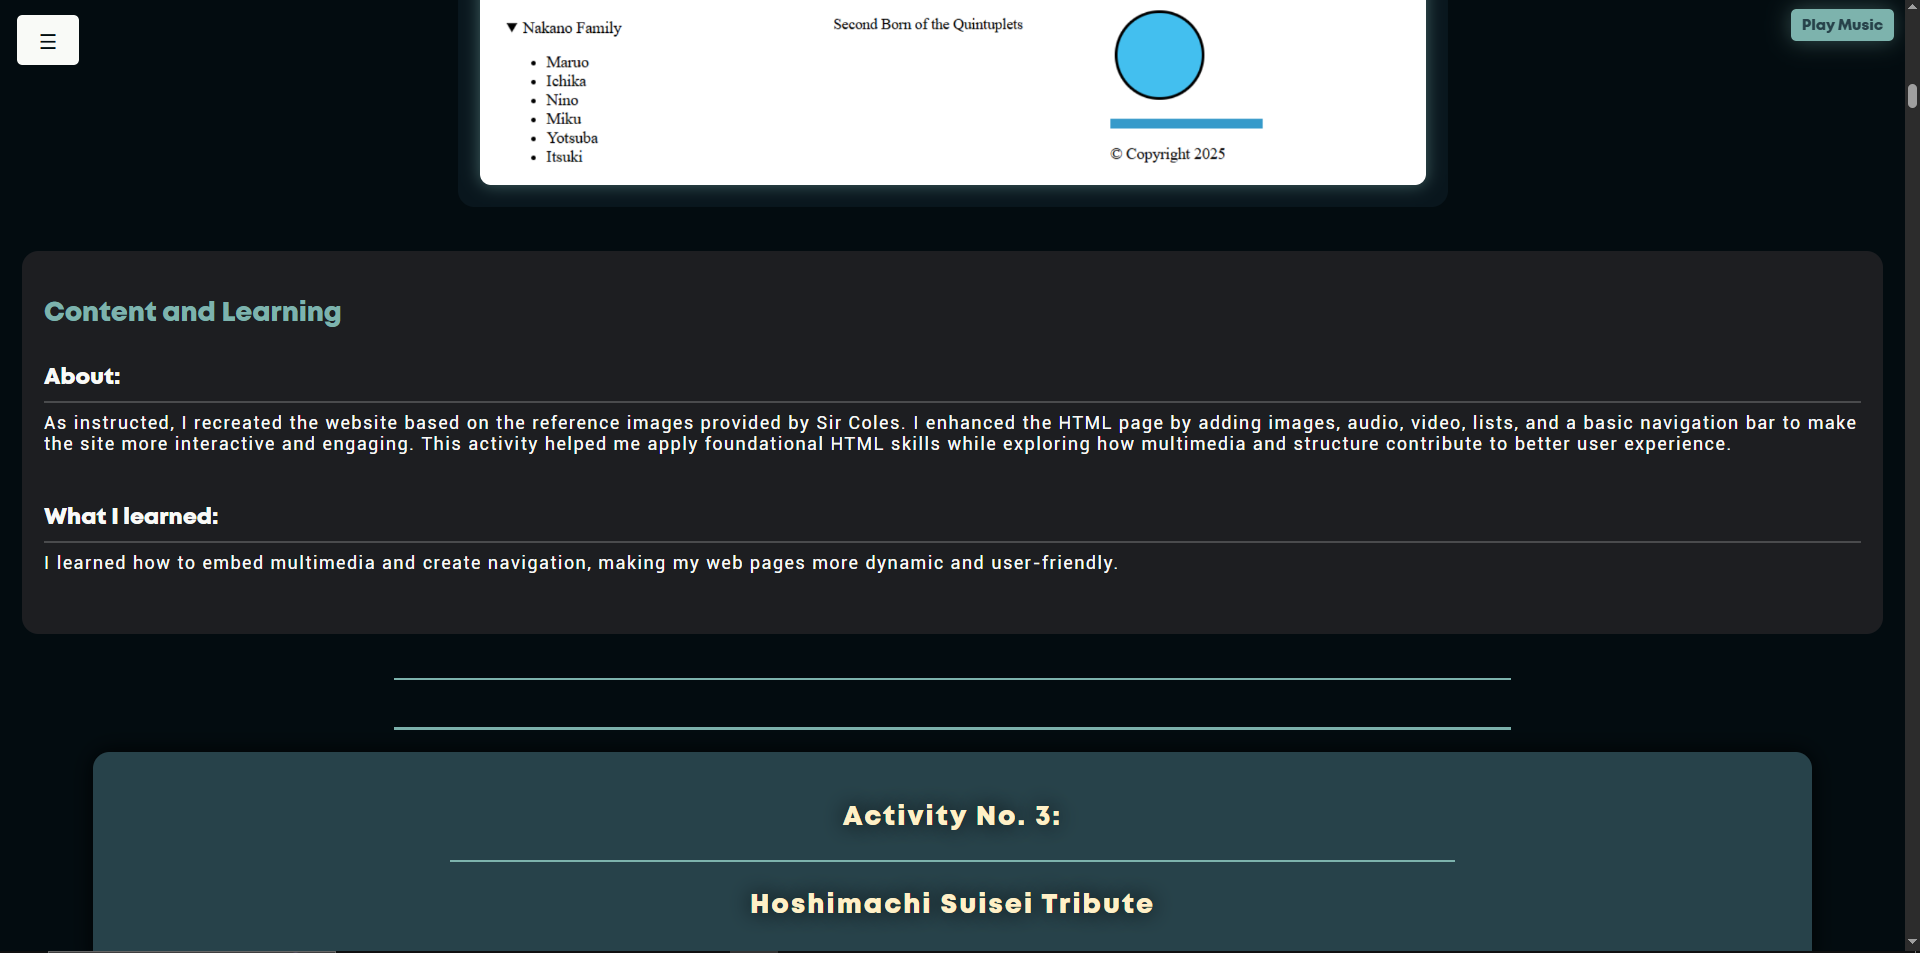 ☰
Play Music
▼ Nakano Family
• Maruo
• Ichika
• Nino
• Miku
• Yotsuba
• Itsuki
Second Born of the Quintuplets
© Copyright 2025
Content and Learning
About:
As instructed, I recreated the website based on the reference images provided by Sir Coles. I enhanced the HTML page by adding images, audio, video, lists, and a basic navigation bar to make
the site more interactive and engaging. This activity helped me apply foundational HTML skills while exploring how multimedia and structure contribute to better user experience.
What I learned:
I learned how to embed multimedia and create navigation, making my web pages more dynamic and user-friendly.
Activity No. 3:
Hoshimachi Suisei Tribute